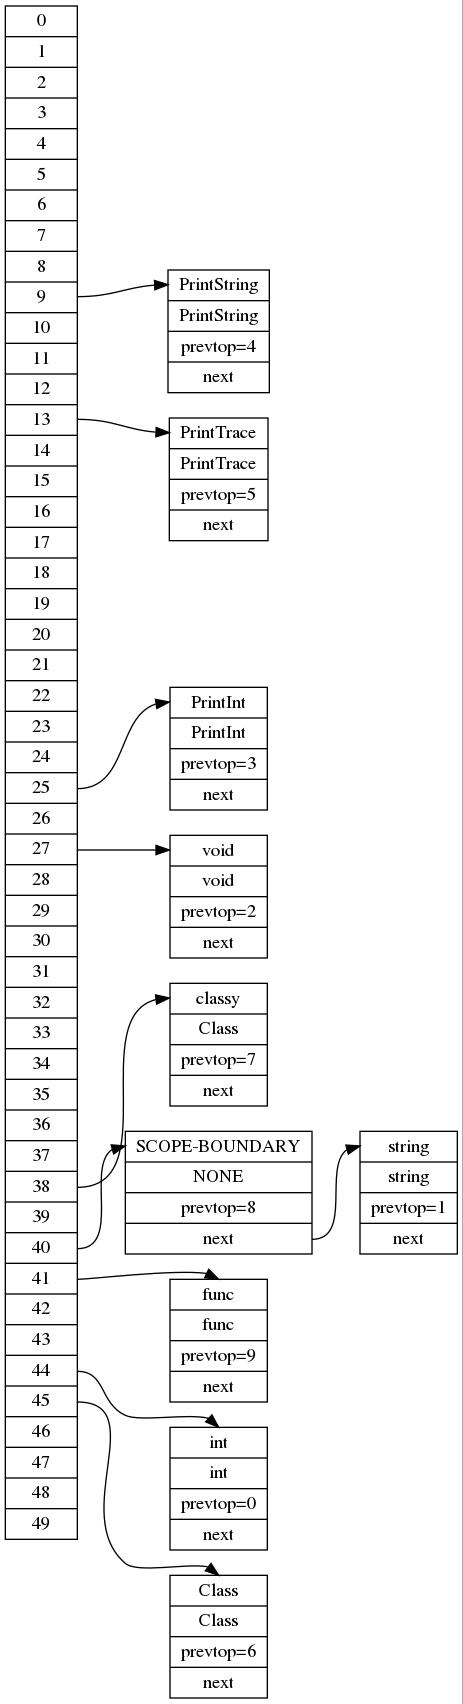 0
1
2
3
4
5
6
7
8
9
10
11
12
13
14
15
16
17
18
19
20
21
22
23
24
25
26
27
28
29
30
31
32
33
34
35
36
37
38
39
40
41
42
43
44
45
46
47
48
49
PrintString
PrintString
prevtop=4
next
PrintTrace
PrintTrace
prevtop=5
next
PrintInt
PrintInt
prevtop=3
next
void
void
prevtop=2
next
classy
Class
prevtop=7
next
SCOPE-BOUNDARY
NONE
prevtop=8
next
string
string
prevtop=1
next
func
func
prevtop=9
next
int
int
prevtop=0
next
Class
Class
prevtop=6
next